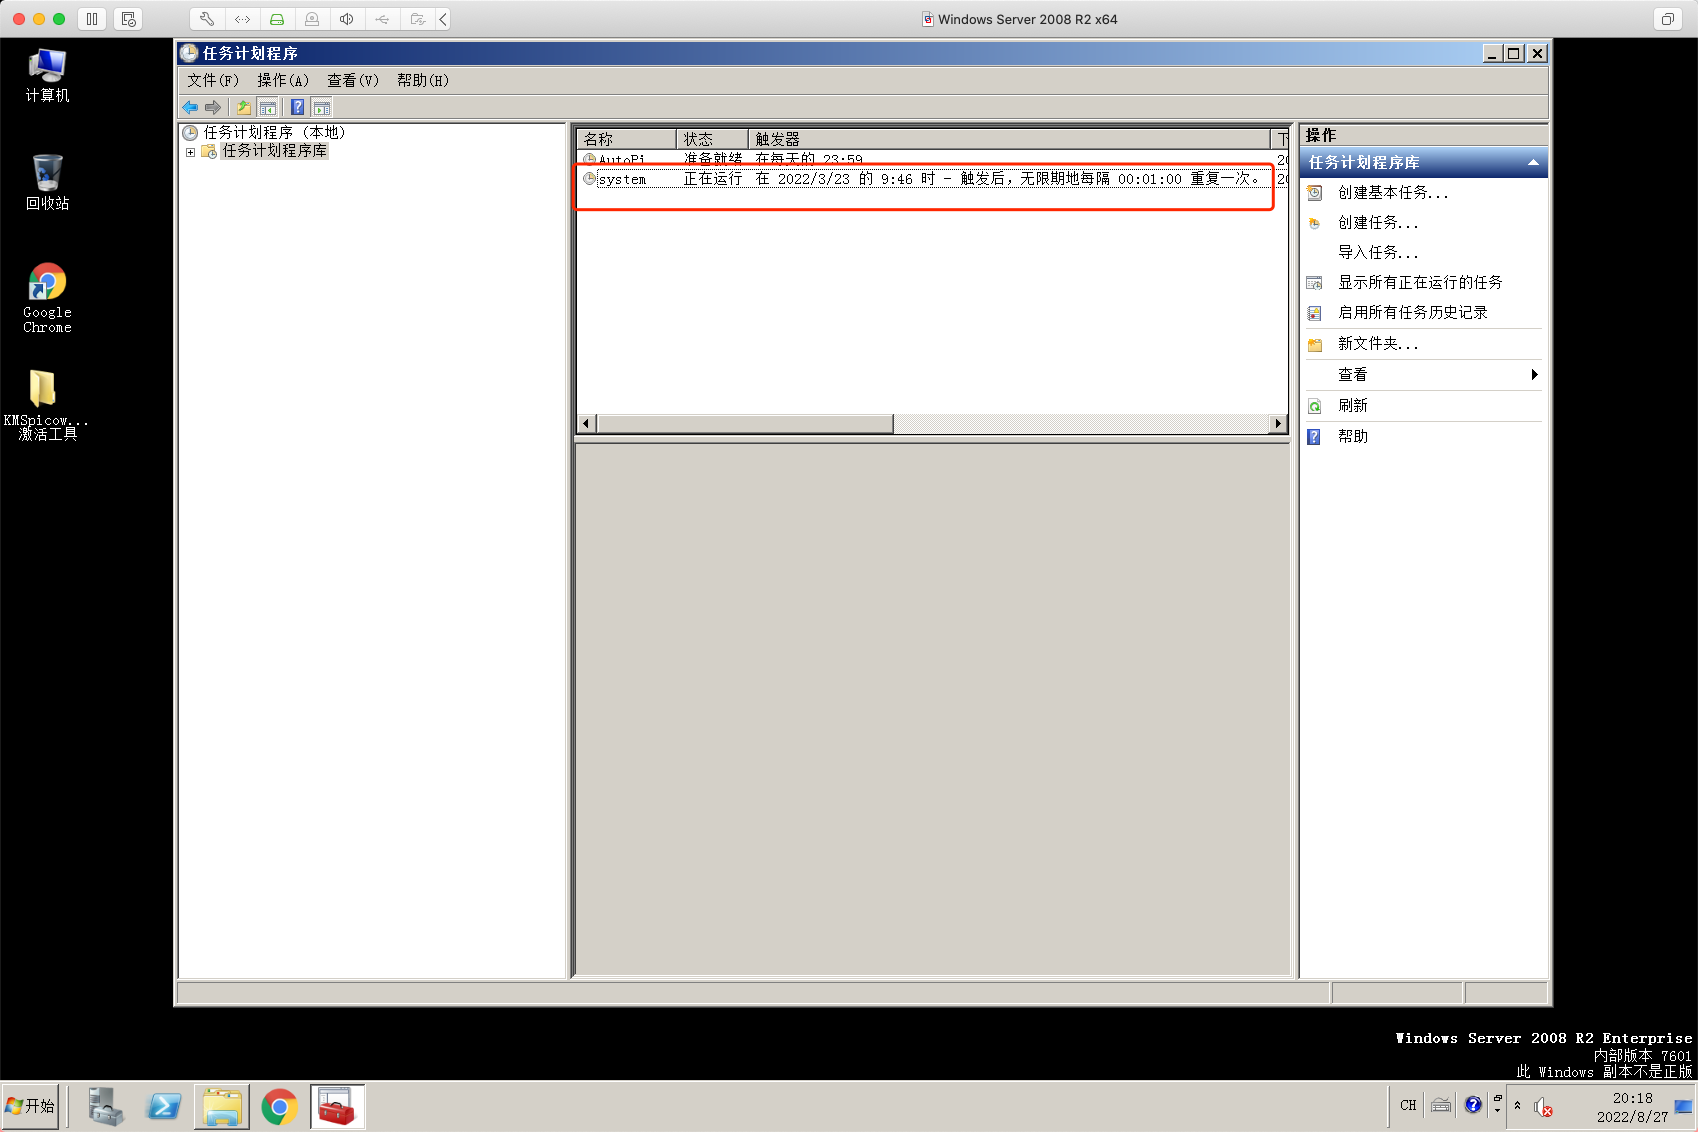 Windows Server 2008 R2 x64
计算机
回收站
Google
Chrome
KMSpicow...
激活工具
任务计划程序
文件(F) 操作(A) 查看(V) 帮助(H)
任务计划程序 (本地)
任务计划程序库
名称 状态 触发器
AutoPi 准备就绪 在每天的 23:59
system 正在运行 在 2022/3/23 的 9:46 时 - 触发后，无限期地每隔 00:01:00 重复一次。
操作
任务计划程序库
创建基本任务...
创建任务...
导入任务...
显示所有正在运行的任务
启用所有任务历史记录
新文件夹...
查看
刷新
帮助
Windows Server 2008 R2 Enterprise
内部版本 7601
此 Windows 副本不是正版
开始
CH
20:18
2022/8/27